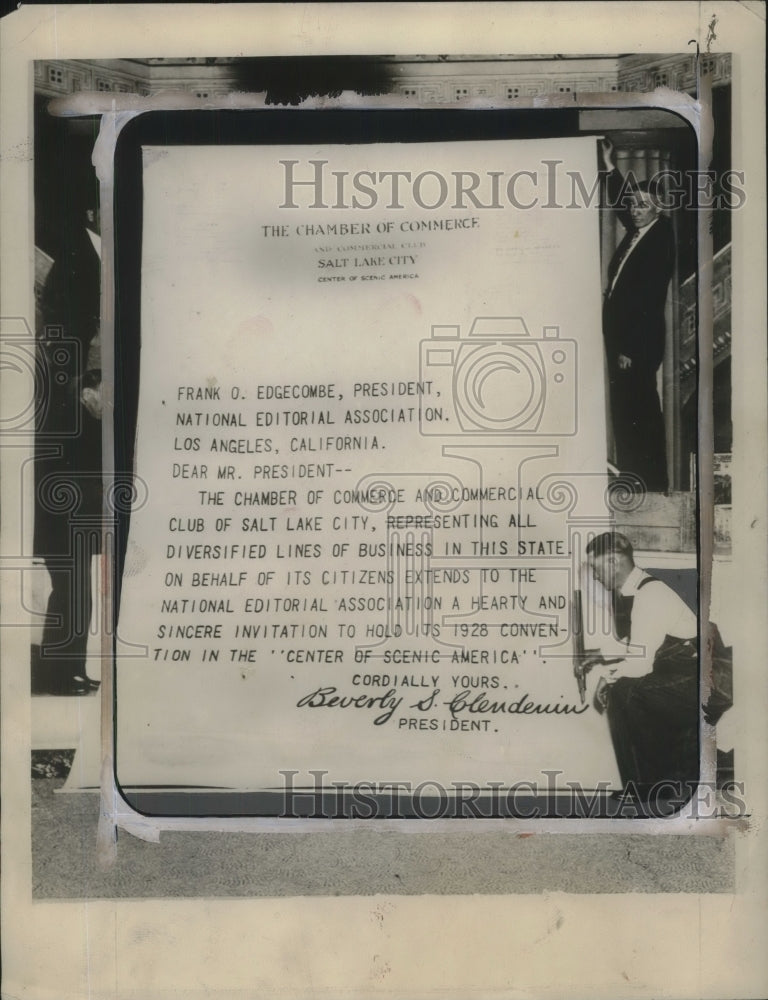 HISTORIC IMAGES
THE CHAMBER OF COMMERCE
AND COMMERCIAL CLUB
SALT LAKE CITY
CENTER OF SCENIC AMERICA
FRANK O. EDGECOMBE, PRESIDENT,
NATIONAL EDITORIAL ASSOCIATION.
LOS ANGELES, CALIFORNIA.
DEAR MR. PRESIDENT--
THE CHAMBER OF COMMERCE AND COMMERCIAL
CLUB OF SALT LAKE CITY, REPRESENTING ALL
DIVERSIFIED LINES OF BUSINESS IN THIS STATE.
ON BEHALF OF ITS CITIZENS EXTENDS TO THE
NATIONAL EDITORIAL ASSOCIATION A HEARTY AND
SINCERE INVITATION TO HOLD ITS 1928 CONVEN-
TION IN THE ''CENTER OF SCENIC AMERICA''.
CORDIALLY YOURS..
Beverly S. Clendenin
PRESIDENT.
HISTORIC IMAGES